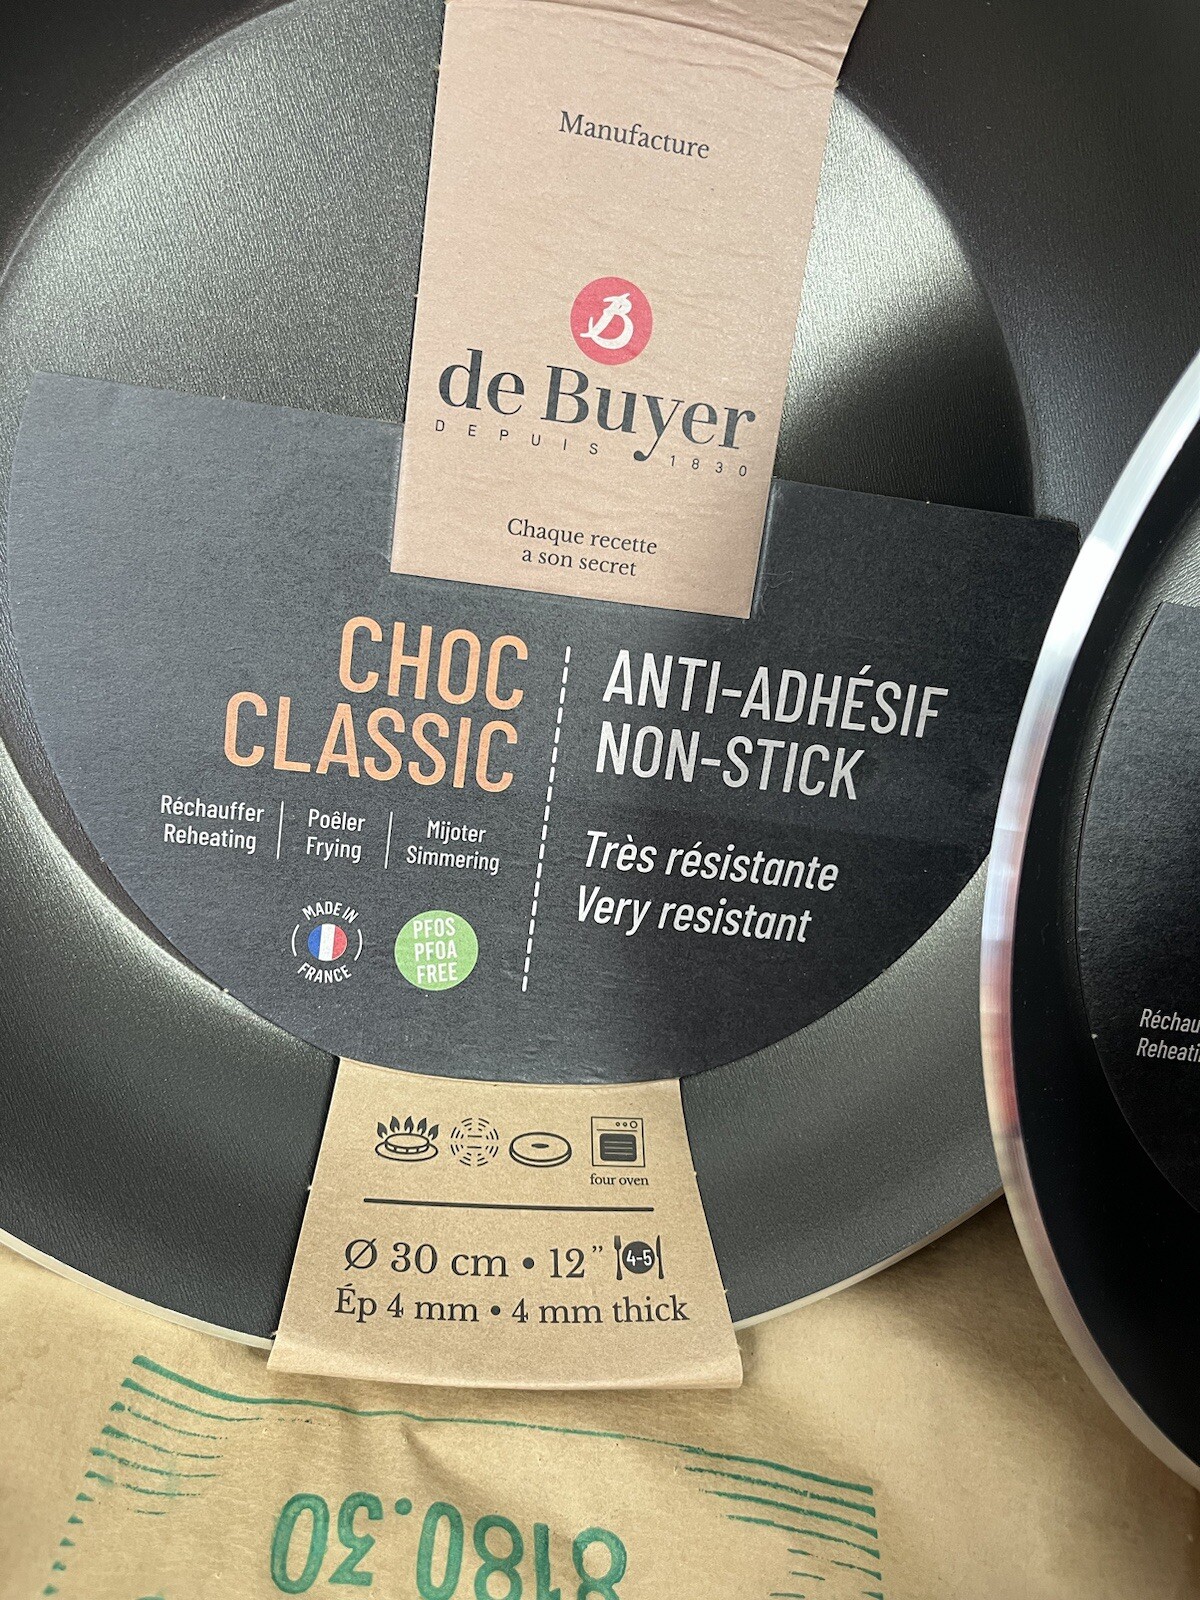 Manufacture
B
de Buyer
DEPUIS 1830
Chaque recette
a son secret
CHOC
CLASSIC
Réchauffer
Reheating
Poêler
Frying
Mijoter
Simmering
MADE IN
FRANCE
PFOS
PFOA
FREE
ANTI-ADHÉSIF
NON-STICK
Très résistante
Very resistant
four oven
Ø 30 cm • 12” 4-5
Ép 4 mm • 4 mm thick
8180.30